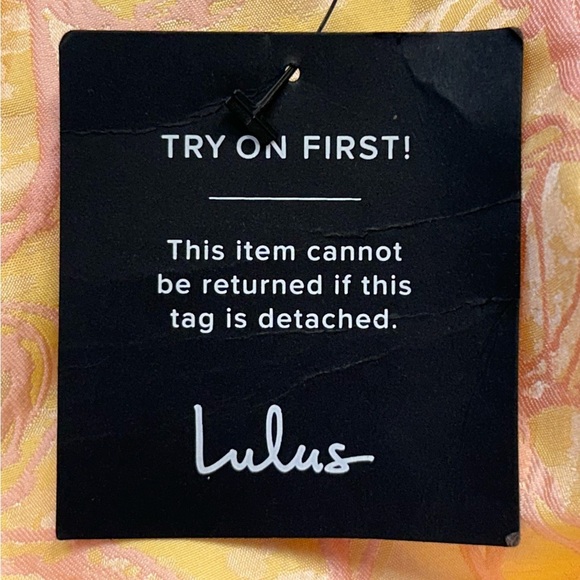 TRY ON FIRST!
This item cannot
be returned if this
tag is detached.
Lulus